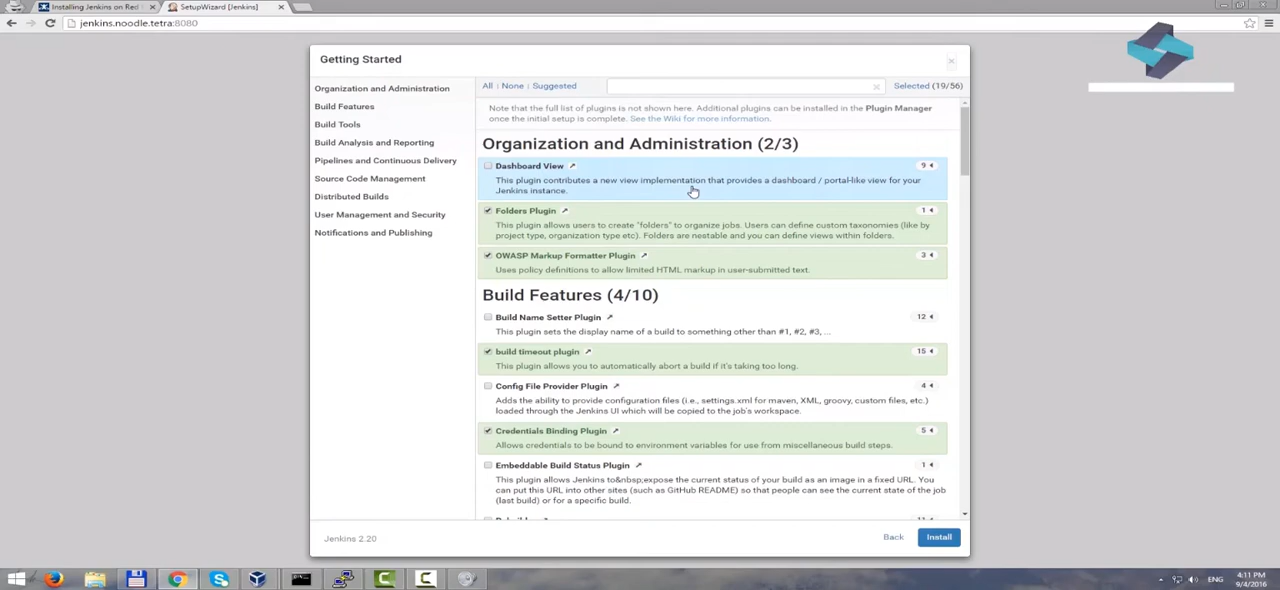 Installing Jenkins on Red
SetupWizard [Jenkins]
jenkins.noodle.tetra:8080
Getting Started
Organization and Administration
Build Features
Build Tools
Build Analysis and Reporting
Pipelines and Continuous Delivery
Source Code Management
Distributed Builds
User Management and Security
Notifications and Publishing
All | None | Suggested
Selected (19/56)
Note that the full list of plugins is not shown here. Additional plugins can be installed in the Plugin Manager
once the initial setup is complete. See the Wiki for more information.
Organization and Administration (2/3)
Dashboard View 9
This plugin contributes a new view implementation that provides a dashboard / portal-like view for your
Jenkins instance.
Folders Plugin 1
This plugin allows users to create "folders" to organize jobs. Users can define custom taxonomies (like by
project type, organization type etc). Folders are nestable and you can define views within folders.
OWASP Markup Formatter Plugin 3
Uses policy definitions to allow limited HTML markup in user-submitted text.
Build Features (4/10)
Build Name Setter Plugin 12
This plugin sets the display name of a build to something other than #1, #2, #3, ...
build timeout plugin 15
This plugin allows you to automatically abort a build if it's taking too long.
Config File Provider Plugin 4
Adds the ability to provide configuration files (i.e., settings.xml for maven, XML, groovy, custom files, etc.)
loaded through the Jenkins UI which will be copied to the job's workspace.
Credentials Binding Plugin 5
Allows credentials to be bound to environment variables for use from miscellaneous build steps.
Embeddable Build Status Plugin 1
This plugin allows Jenkins to&nbsp;expose the current status of your build as an image in a fixed URL. You
can put this URL into other sites (such as GitHub README) so that people can see the current state of the job
(last build) or for a specific build.
Jenkins 2.20
Back
Install
ENG
4:11 PM
9/4/2016